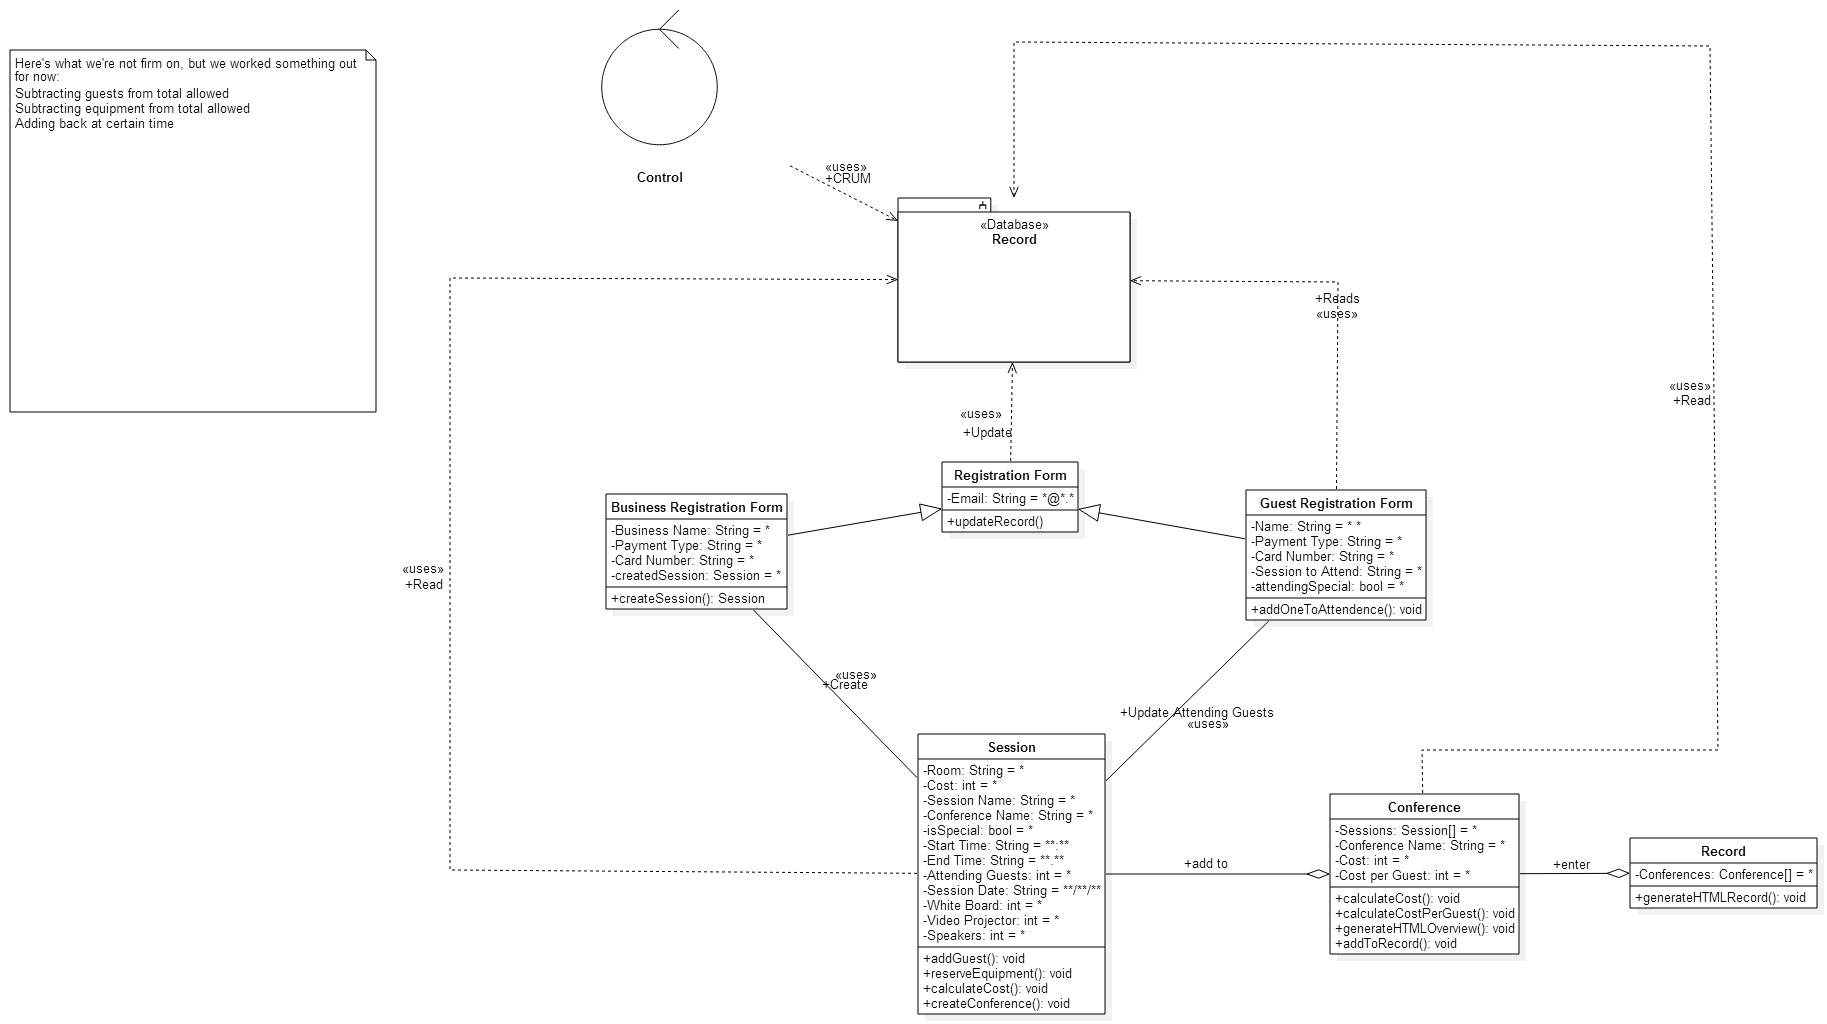 Here's what we're not firm on, but we worked something out
for now:
Subtracting guests from total allowed
Subtracting equipment from total allowed
Adding back at certain time
Control
«uses»
+CRUM
«Database»
Record
+Reads
«uses»
«uses»
+Read
«uses»
+Update
Registration Form
-Email: String = *@*.*
+updateRecord()
Business Registration Form
-Business Name: String = *
-Payment Type: String = *
-Card Number: String = *
-createdSession: Session = *
+createSession(): Session
Guest Registration Form
-Name: String = * *
-Payment Type: String = *
-Card Number: String = *
-Session to Attend: String = *
-attendingSpecial: bool = *
+addOneToAttendence(): void
«uses»
+Read
«uses»
+Create
+Update Attending Guests
«uses»
Session
-Room: String = *
-Cost: int = *
-Session Name: String = *
-Conference Name: String = *
-isSpecial: bool = *
-Start Time: String = **:**
-End Time: String = **.**
-Attending Guests: int = *
-Session Date: String = **/**/**
-White Board: int = *
-Video Projector: int = *
-Speakers: int = *
+addGuest(): void
+reserveEquipment(): void
+calculateCost(): void
+createConference(): void
+add to
Conference
-Sessions: Session[] = *
-Conference Name: String = *
-Cost: int = *
-Cost per Guest: int = *
+calculateCost(): void
+calculateCostPerGuest(): void
+generateHTMLOverview(): void
+addToRecord(): void
+enter
Record
-Conferences: Conference[] = *
+generateHTMLRecord(): void